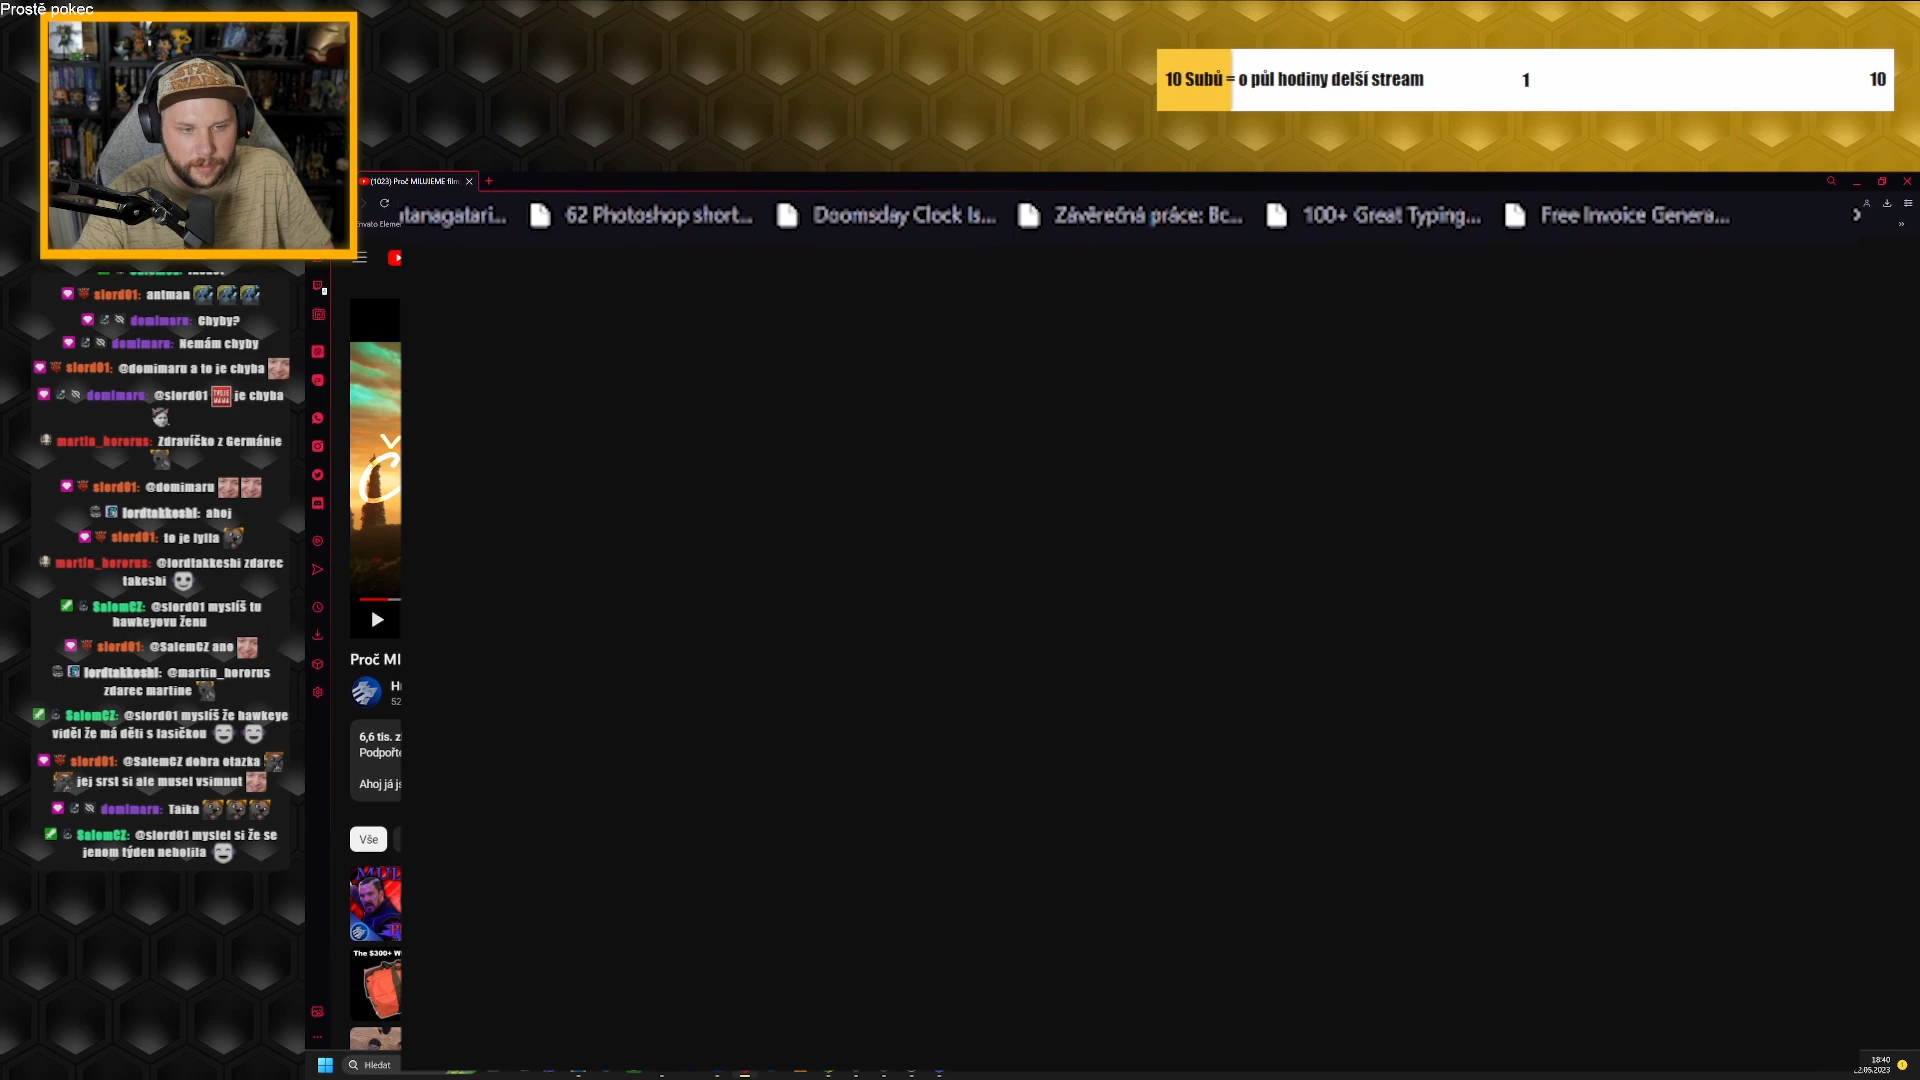 Prostě pokec
10 Subů = o půl hodiny delší stream 1 10
(1023) Proč MILUJEME film
62 Photoshop short... Doomsday Clock Is... Závěrečná práce: Bc... 100+ Great Typing... Free Invoice Genera...
slord01: antman
domimaru: Chyby?
domimaru: Nemám chyby
slord01: @domimaru a to je chyba
domimaru: @slord01 TVOJE MAMA je chyba
martin_hororus: Zdravíčko z Germánie
slord01: @domimaru
lordtakkeshi: ahoj
slord01: to je fylla
martin_hororus: @lordtakkeshi zdarec
takeshi
SalemCZ: @slord01 myslíš tu
hawkeyovu ženu
slord01: @SalemCZ ano
lordtakkeshi: @martin_hororus
zdarec martine
SalemCZ: @slord01 myslíš že hawkeye
viděl že má děti s lasičkou
slord01: @SalemCZ dobra otazka
jej srst si ale musel vsimnut
domimaru: Taika
SalemCZ: @slord01 myslel si že se
jenom týden neholila
Proč MI
52
6,6 tis. z
Podpořte
Ahoj já js
Vše
The $300+ W
Hledat
18:40